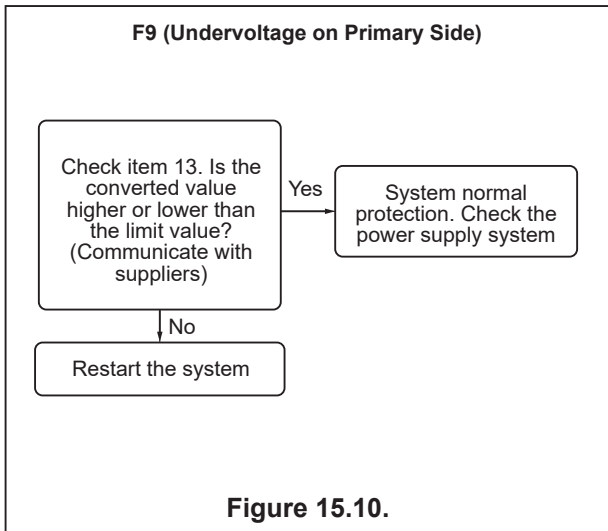 F9 (Undervoltage on Primary Side)
Check item 13. Is the
converted value
higher or lower than
the limit value?
(Communicate with
suppliers)
Yes
System normal
protection. Check the
power supply system
No
Restart the system
Figure 15.10.